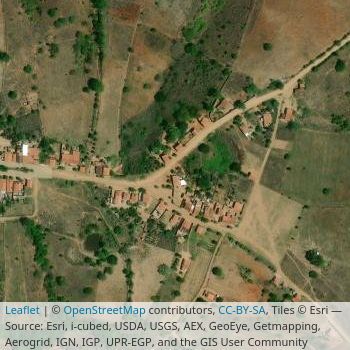 Leaflet | © OpenStreetMap contributors, CC-BY-SA, Tiles © Esri —
Source: Esri, i-cubed, USDA, USGS, AEX, GeoEye, Getmapping,
Aerogrid, IGN, IGP, UPR-EGP, and the GIS User Community